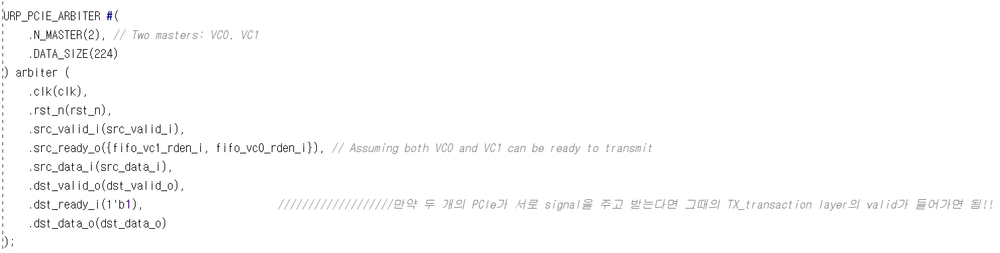 URP_PCIE_ARBITER #(
    .N_MASTER(2), // Two masters: VC0, VC1
    .DATA_SIZE(224)
) arbiter (
    .clk(clk),
    .rst_n(rst_n),
    .src_valid_i(src_valid_i),
    .src_ready_o({fifo_vc1_rden_i, fifo_vc0_rden_i}), // Assuming both VC0 and VC1 can be ready to transmit
    .src_data_i(src_data_i),
    .dst_valid_o(dst_valid_o),
    .dst_ready_i(1'b1),                      ///////////////////만약 두 개의 PCIe가 서로 signal을 주고 받는다면 그때의 TX_transaction layer의 valid가 들어가면 됨!!
    .dst_data_o(dst_data_o)
);